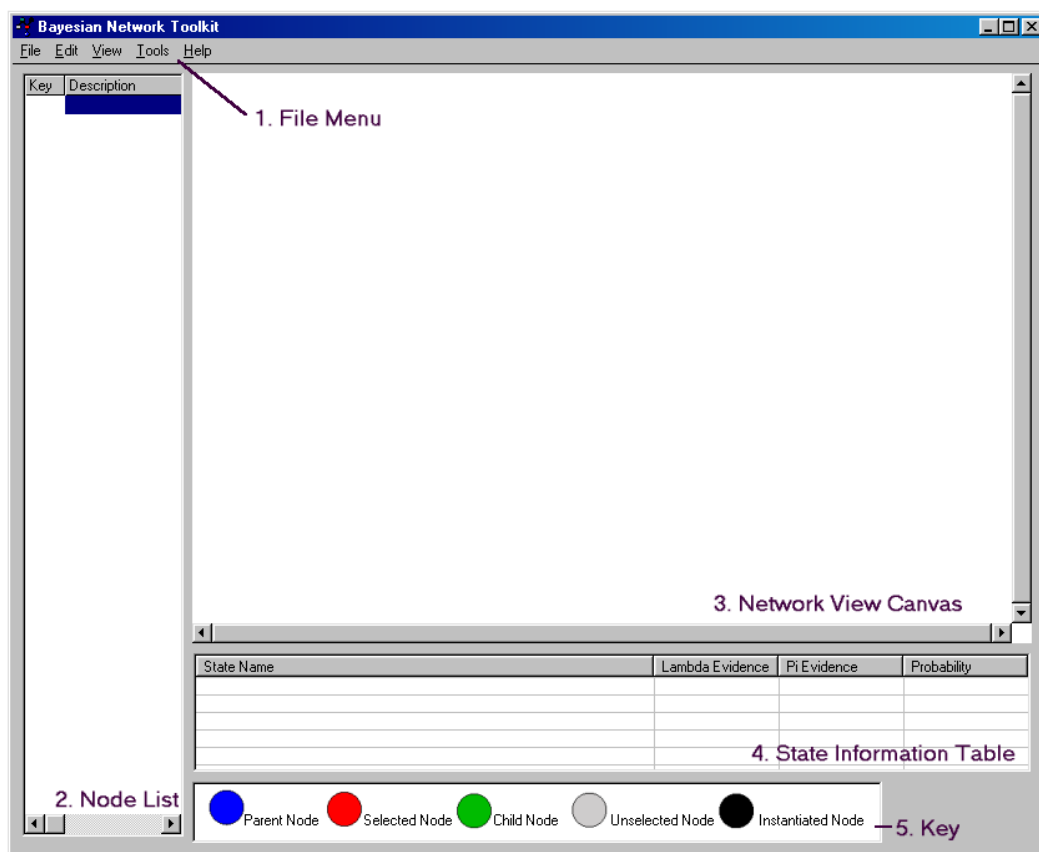 Bayesian Network Toolkit
File Edit View Tools Help
Key Description
1. File Menu
3. Network View Canvas
State Name Lambda Evidence Pi Evidence Probability
4. State Information Table
2. Node List
Parent Node Selected Node Child Node Unselected Node Instantiated Node
5. Key